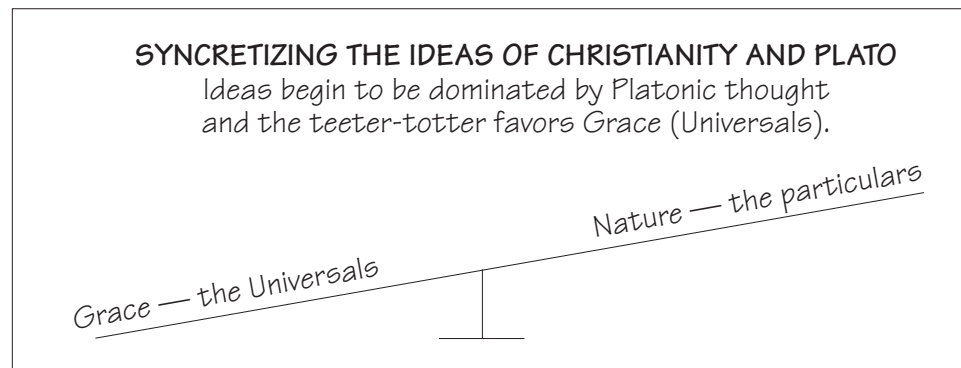 SYNCRETIZING THE IDEAS OF CHRISTIANITY AND PLATO
Ideas begin to be dominated by Platonic thought
and the teeter-totter favors Grace (Universals).
Nature — the particulars
Grace — the Universals